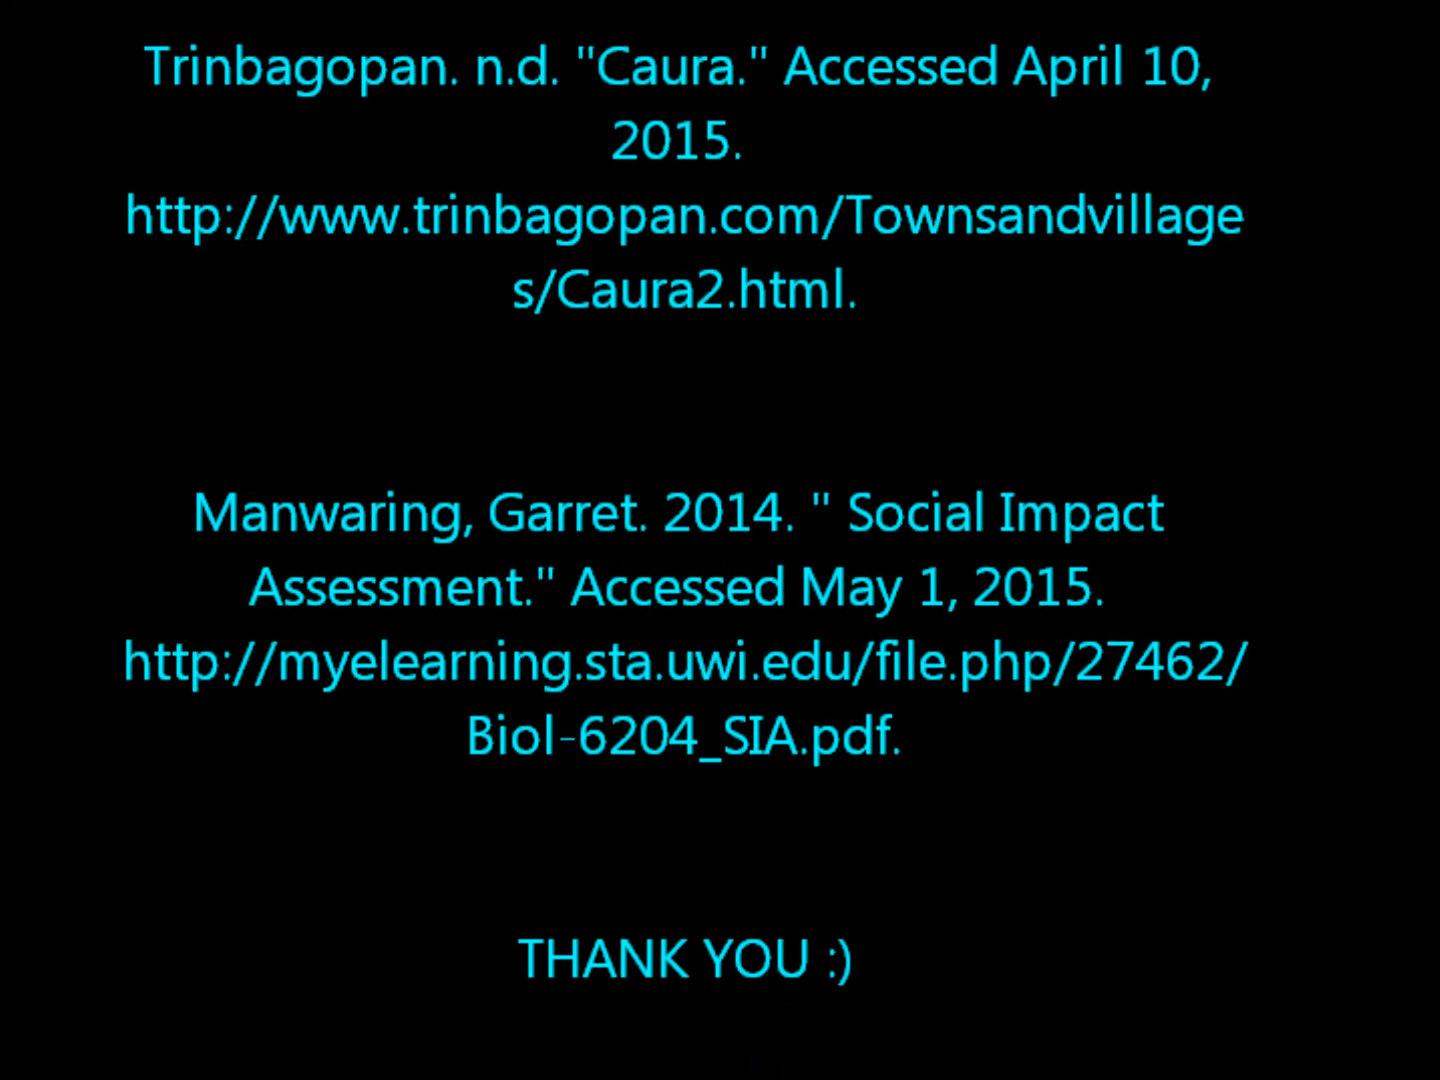 Trinbagopan. n.d. "Caura." Accessed April 10,
2015.
http://www.trinbagopan.com/Townsandvillage
s/Caura2.html.
Manwaring, Garret. 2014. " Social Impact
Assessment." Accessed May 1, 2015.
http://myelearning.sta.uwi.edu/file.php/27462/
Biol-6204_SIA.pdf.
THANK YOU :)